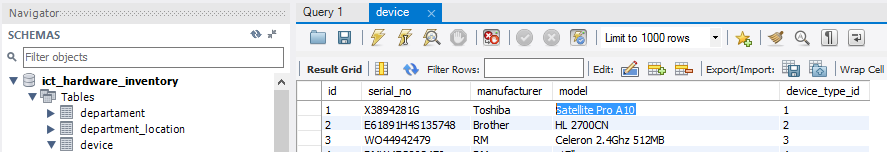 Navigator
Query 1 device
SCHEMAS
Limit to 1000 rows
Filter objects
Result Grid Filter Rows: Edit: Export/Import: Wrap Cell
ict_hardware_inventory
Tables
departament
department_location
device
id serial_no manufacturer model device_type_id
1 X3894281G Toshiba Satellite Pro A10 1
2 E61891H4S135748 Brother HL 2700CN 2
3 WO44942479 RM Celeron 2.4Ghz 512MB 3